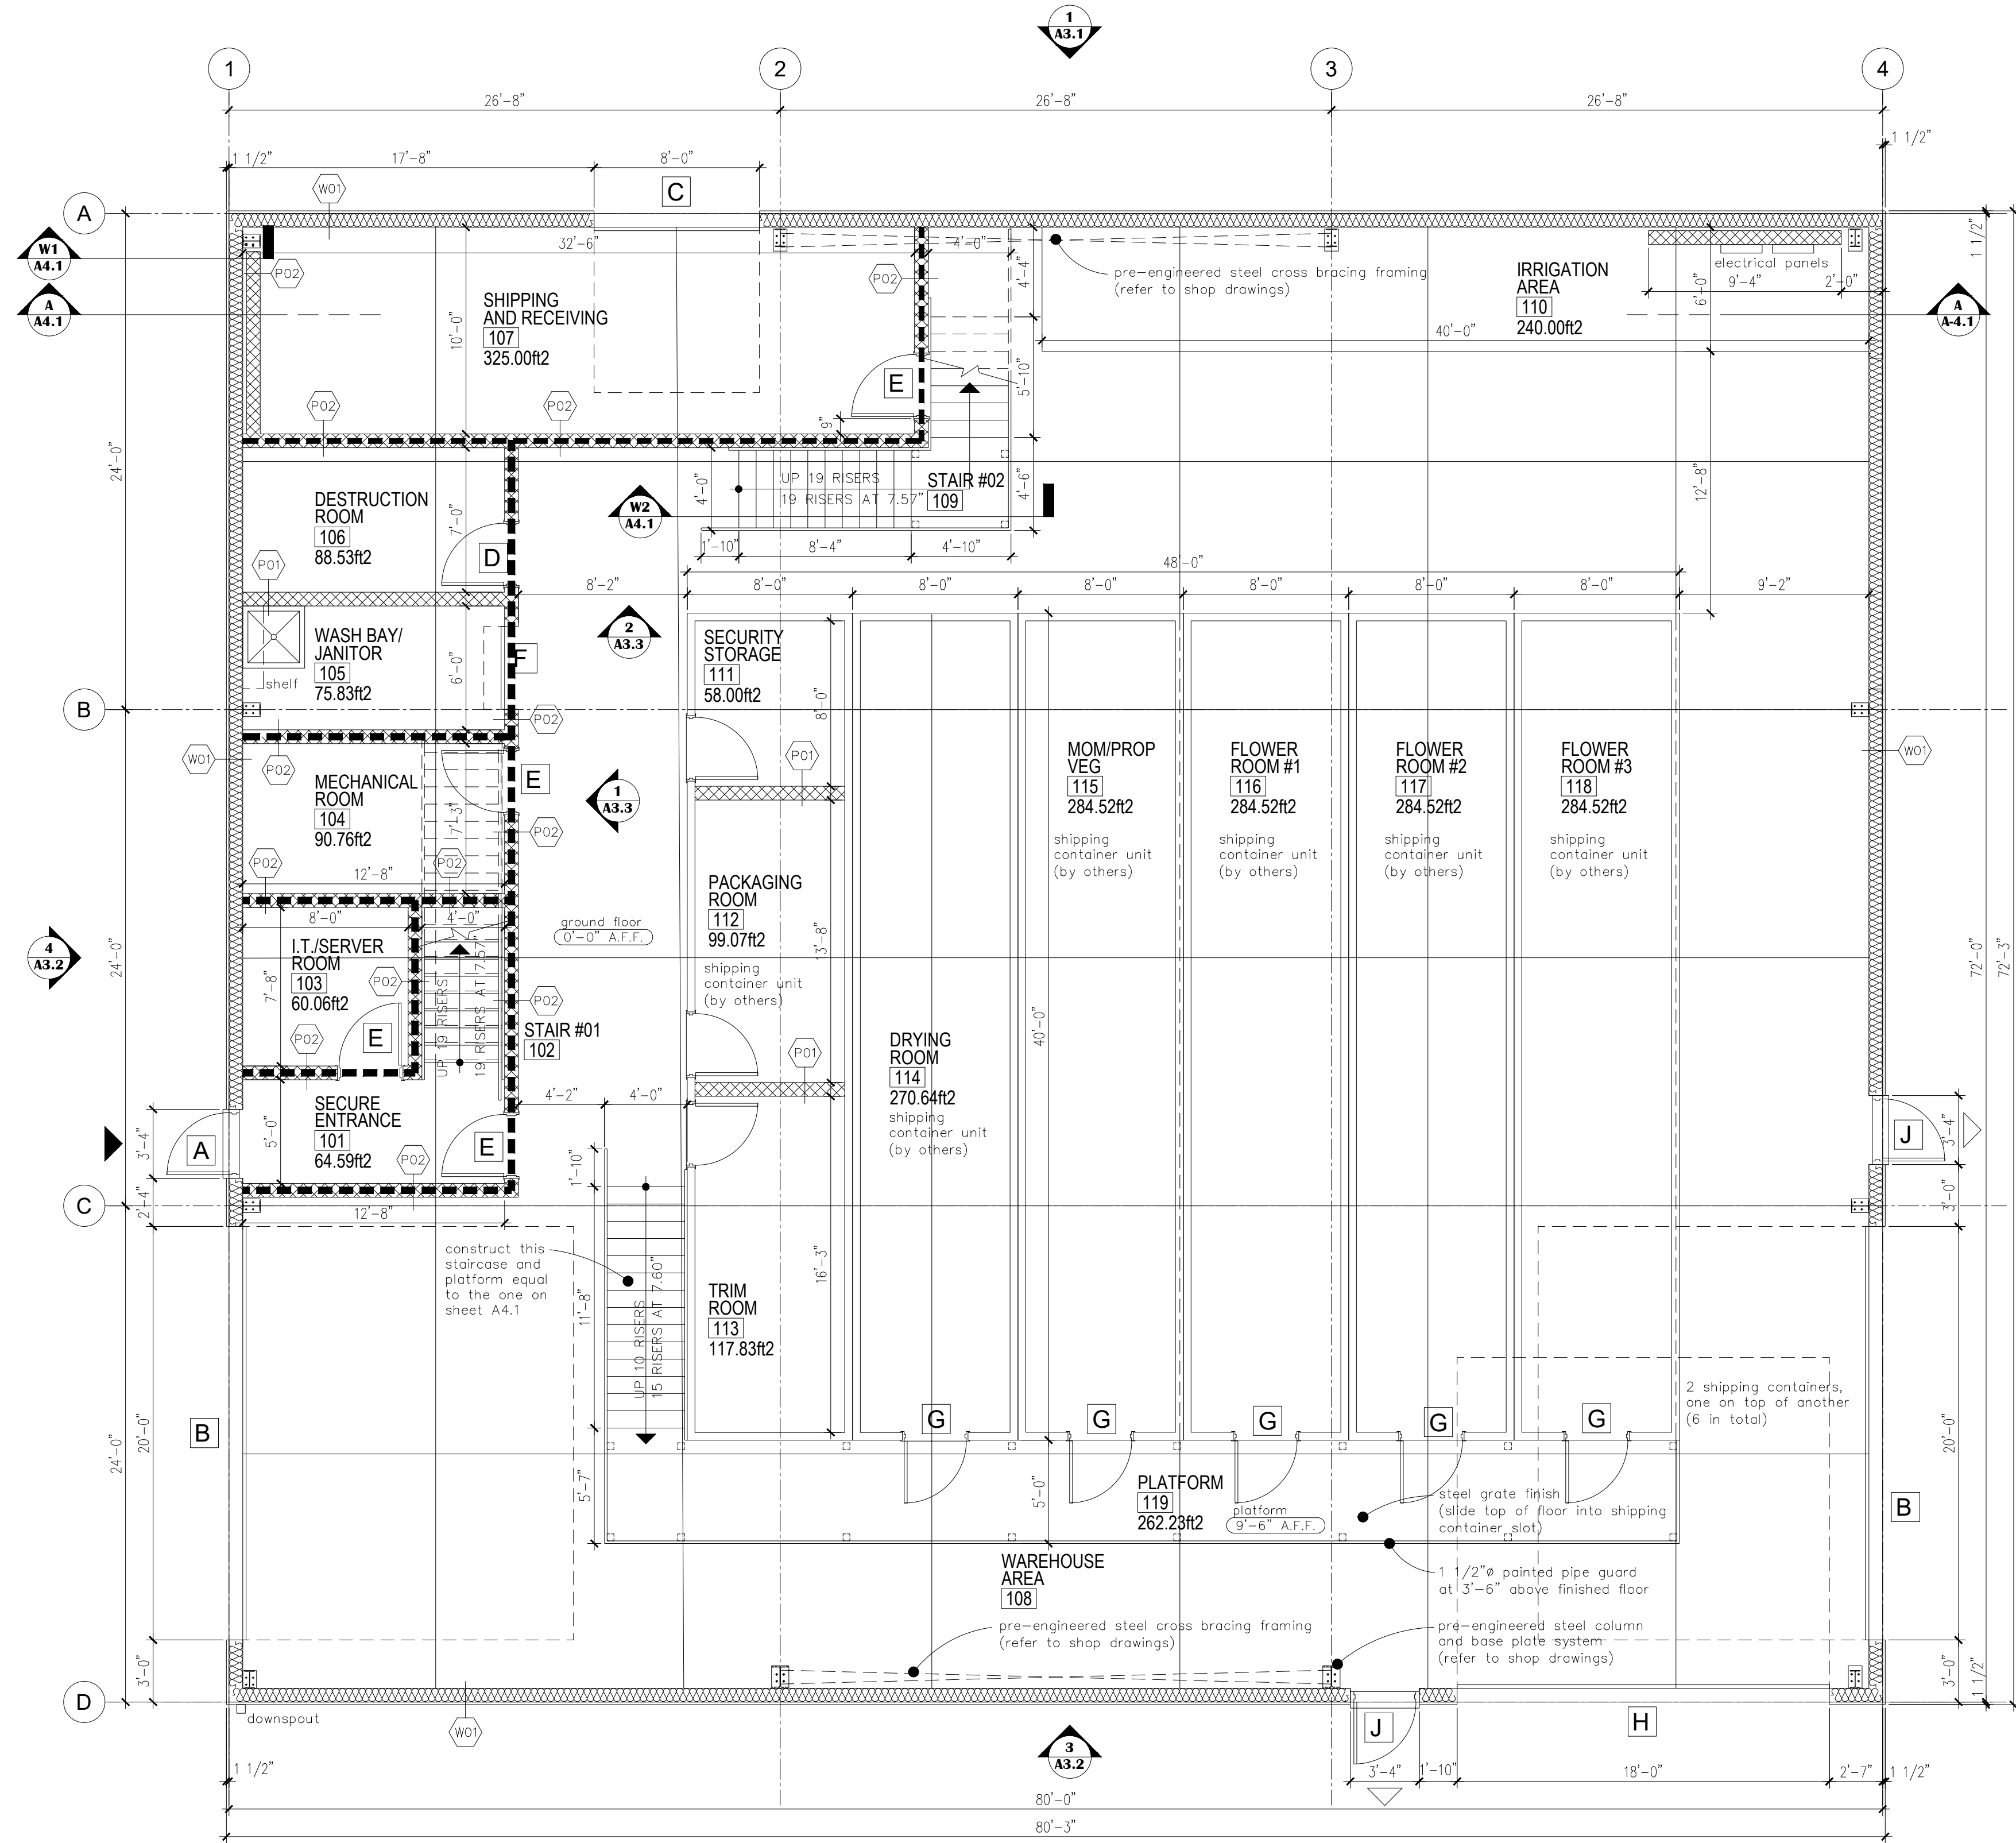 1
A3.1
1
2
3
4
26'-8"
26'-8"
26'-8"
1 1/2"
17'-8"
8'-0"
1 1/2"
C
W01
A
W1
A4.1
A
A4.1
P02
32'-6"
4'-0"
P02
4'-4"
pre-engineered steel cross bracing framing
(refer to shop drawings)
IRRIGATION
AREA
110
240.00ft2
electrical panels
9'-4"
2'-0"
6'-0"
40'-0"
1 1/2"
A
A-4.1
SHIPPING
AND RECEIVING
107
325.00ft2
10'-0"
E
5'-10"
9"
P02
P02
24'-0"
DESTRUCTION
ROOM
106
88.53ft2
7'-0"
D
P01
W2
A4.1
4'-0"
UP 19 RISERS
19 RISERS AT 7.57"
STAIR #02
109
4'-6"
12'-8"
1'-10"
8'-4"
4'-10"
48'-0"
8'-2"
8'-0"
8'-0"
8'-0"
8'-0"
8'-0"
8'-0"
9'-2"
WASH BAY/
JANITOR
105
75.83ft2
6'-0"
shelf
F
2
A3.3
SECURITY
STORAGE
111
58.00ft2
8'-0"
B
P02
W01
P02
MECHANICAL
ROOM
104
90.76ft2
7'-3"
E
1
A3.3
P01
P02
P02
P02
12'-8"
MOM/PROP
VEG
115
284.52ft2
shipping
container unit
(by others)
FLOWER
ROOM #1
116
284.52ft2
shipping
container unit
(by others)
FLOWER
ROOM #2
117
284.52ft2
shipping
container unit
(by others)
FLOWER
ROOM #3
118
284.52ft2
shipping
container unit
(by others)
W01
8'-0"
4'-0"
ground floor
0'-0" A.F.F.
PACKAGING
ROOM
112
99.07ft2
shipping
container unit
(by others)
13'-8"
4
A3.2
24'-0"
I.T./SERVER
ROOM
103
60.06ft2
7'-8"
P02
UP 19 RISERS
19 RISERS AT 7.57"
P02
P02
E
STAIR #01
102
P01
40'-0"
DRYING
ROOM
114
270.64ft2
shipping
container unit
(by others)
72'-0"
72'-3"
SECURE
ENTRANCE
101
64.59ft2
5'-0"
A
3'-4"
P02
E
4'-2"
4'-0"
1'-10"
J
3'-4"
C
2'-4"
12'-8"
3'-0"
construct this
staircase and
platform equal
to the one on
sheet A4.1
11'-8"
UP 10 RISERS
15 RISERS AT 7.60"
TRIM
ROOM
113
117.83ft2
16'-3"
B
20'-0"
24'-0"
G
G
G
G
G
2 shipping containers,
one on top of another
(6 in total)
20'-0"
5'-7"
PLATFORM
119
262.23ft2
5'-0"
platform
9'-6" A.F.F.
steel grate finish
(slide top of floor into shipping
container slot)
B
WAREHOUSE
AREA
108
1 1/2"ø painted pipe guard
at 3'-6" above finished floor
pre-engineered steel cross bracing framing
(refer to shop drawings)
pre-engineered steel column
and base plate system
(refer to shop drawings)
3'-0"
3'-0"
1 1/2"
D
downspout
W01
3
A3.2
J
H
1 1/2"
3'-4"
1'-10"
18'-0"
2'-7"
1 1/2"
80'-0"
80'-3"